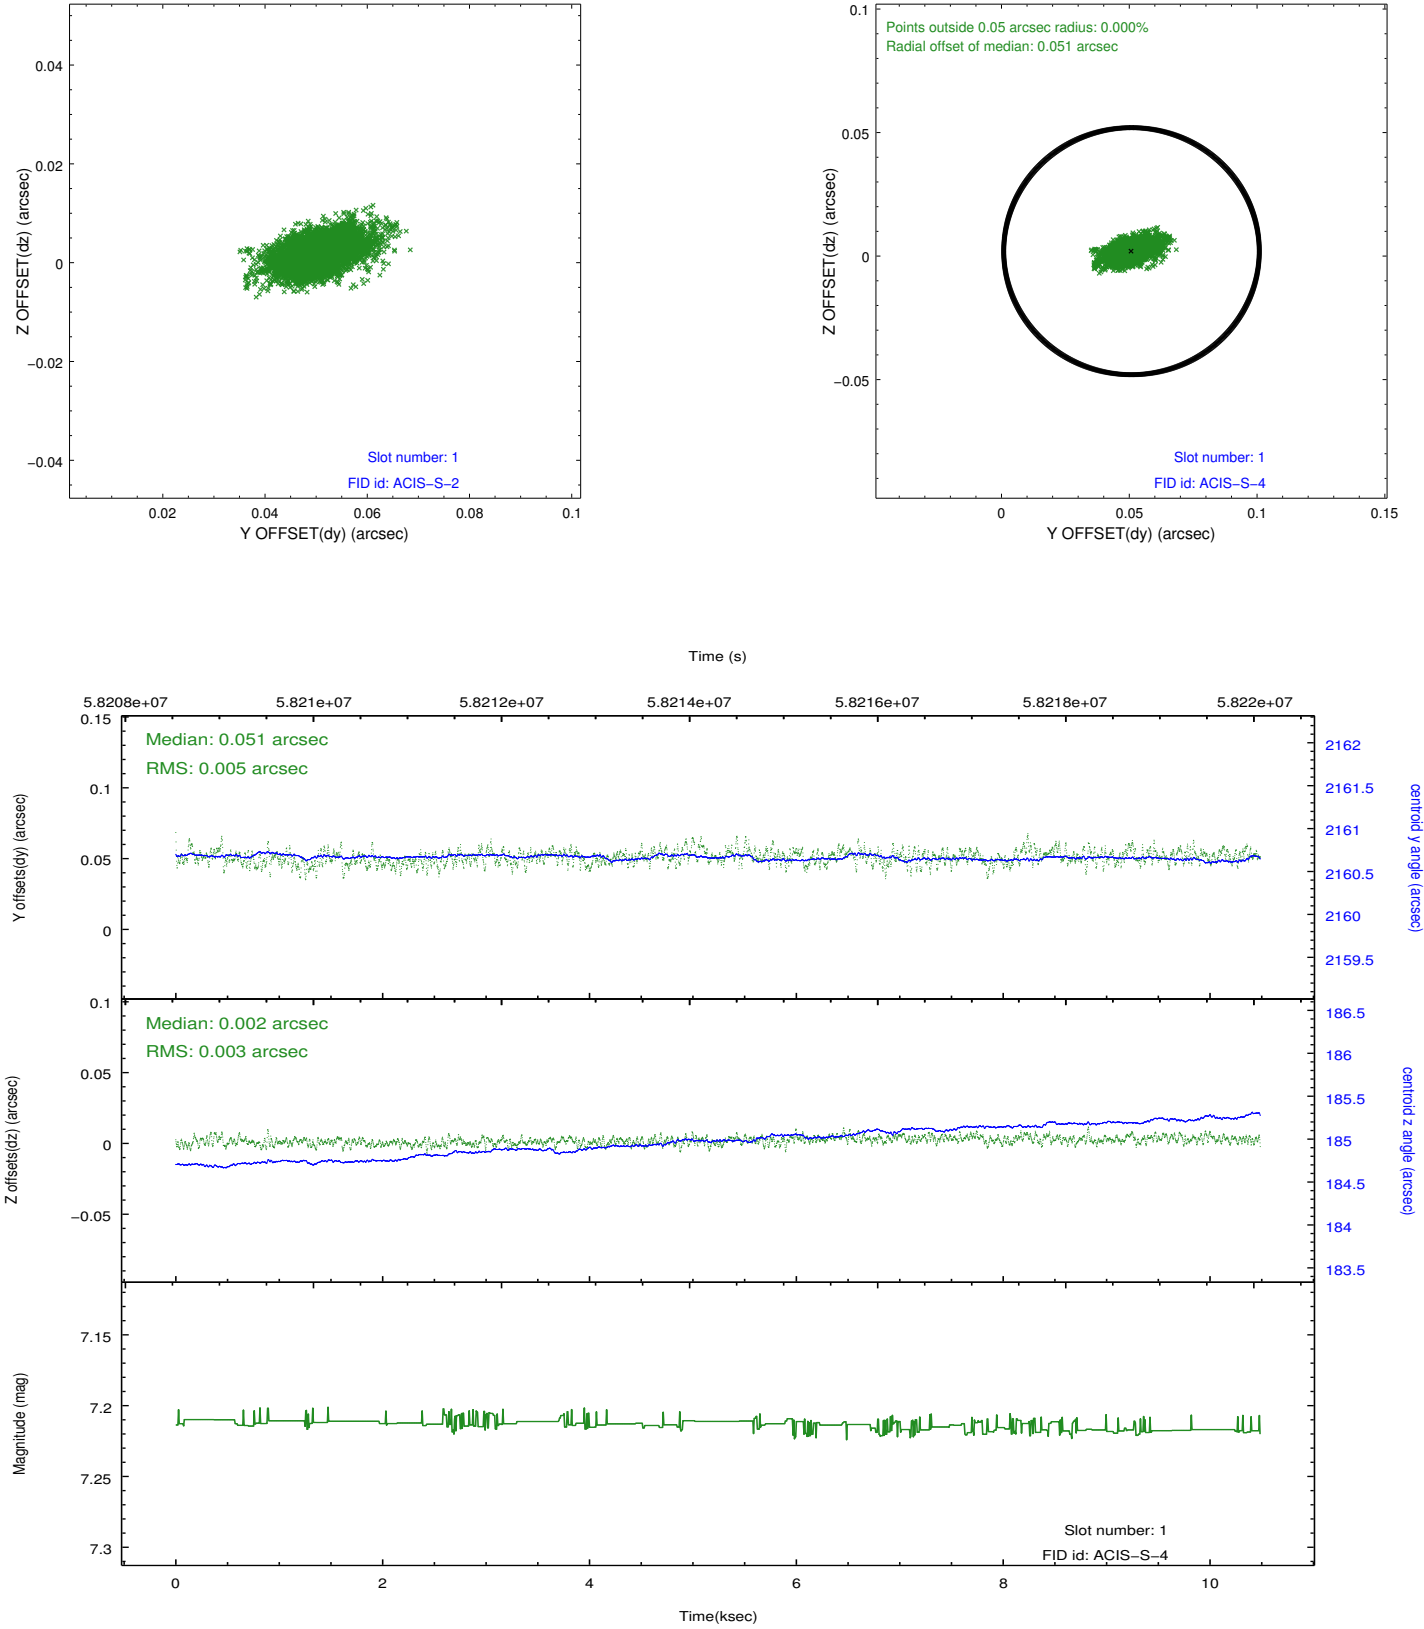 0.04
0.02
0
−0.02
−0.04
Z OFFSET(dz) (arcsec)
Slot number: 1
FID id: ACIS−S−2
0.02 0.04 0.06 0.08 0.1
Y OFFSET(dy) (arcsec)
0.1
0.05
0
−0.05
Z OFFSET(dz) (arcsec)
Points outside 0.05 arcsec radius: 0.000%
Radial offset of median: 0.051 arcsec
Slot number: 1
FID id: ACIS−S−4
0 0.05 0.1 0.15
Y OFFSET(dy) (arcsec)
Time (s)
5.8208e+07 5.821e+07 5.8212e+07 5.8214e+07 5.8216e+07 5.8218e+07 5.822e+07
0.15
0.1
0.05
0
Y offsets(dy) (arcsec)
Median: 0.051 arcsec
RMS: 0.005 arcsec
2162
2161.5
2161
2160.5
2160
2159.5
centroid y angle (arcsec)
0.1
0.05
0
−0.05
Z offsets(dz) (arcsec)
Median: 0.002 arcsec
RMS: 0.003 arcsec
186.5
186
185.5
185
184.5
184
183.5
centroid z angle (arcsec)
7.15
7.2
7.25
7.3
Magnitude (mag)
Slot number: 1
FID id: ACIS−S−4
0 2 4 6 8 10
Time(ksec)